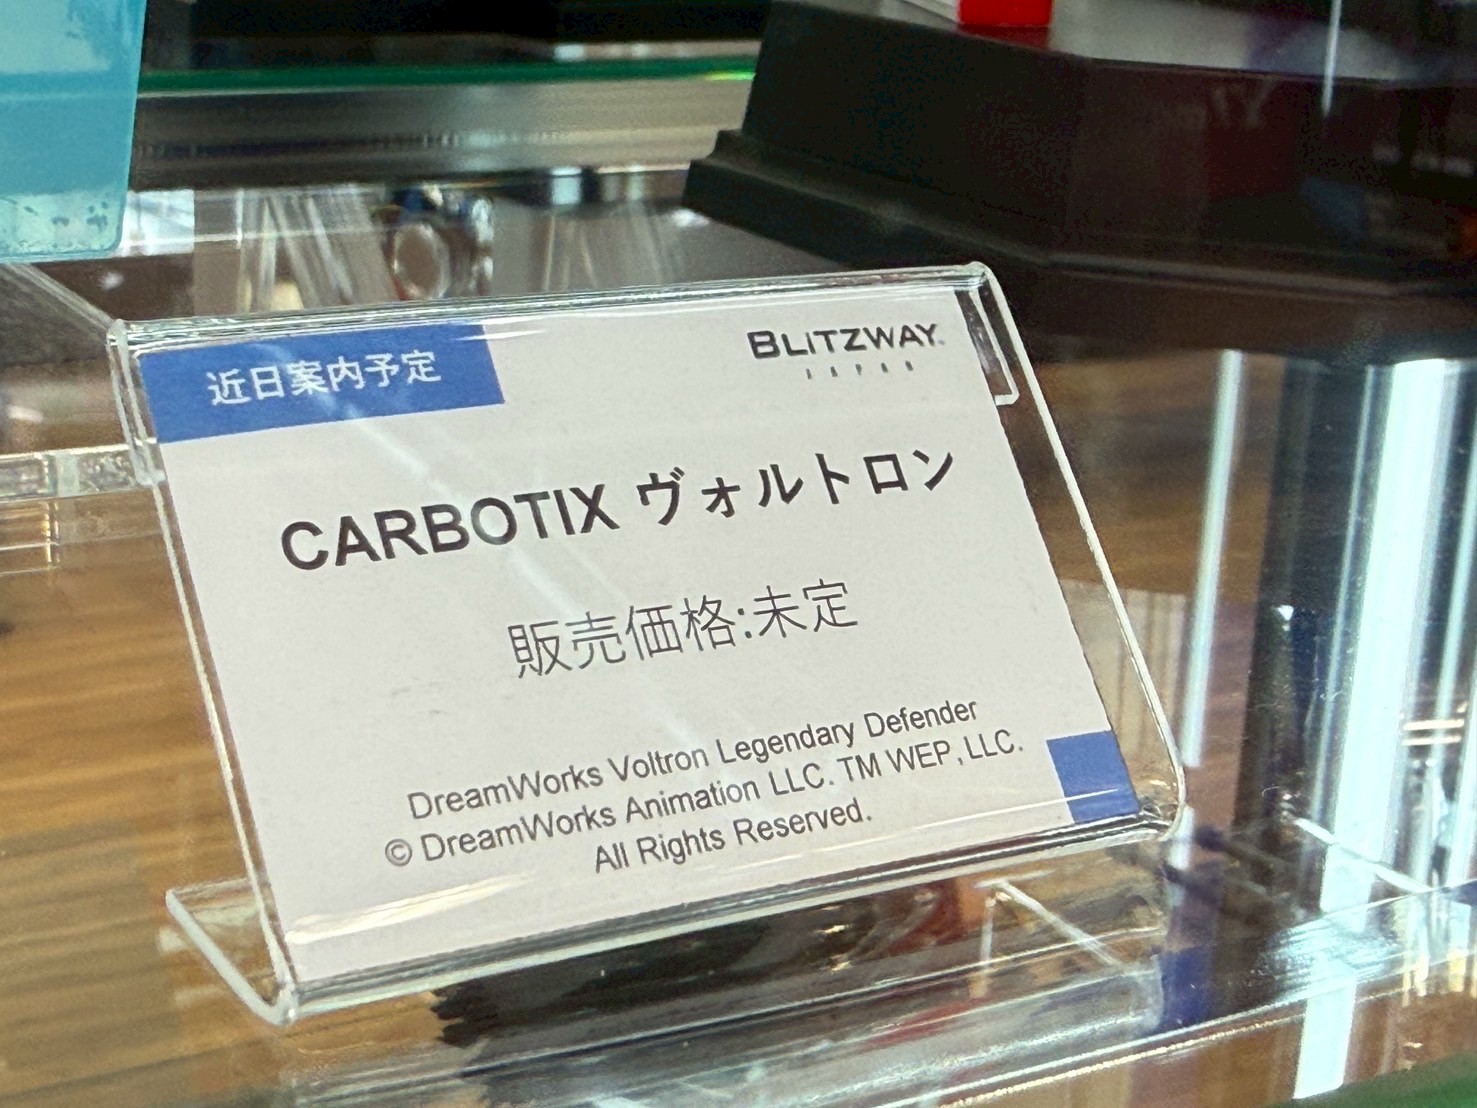 近日案内予定
BLITZWAY
JAPAN
CARBOTIX ヴォルトロン
販売価格:未定
DreamWorks Voltron Legendary Defender
© DreamWorks Animation LLC. TM WEP, LLC.
All Rights Reserved.